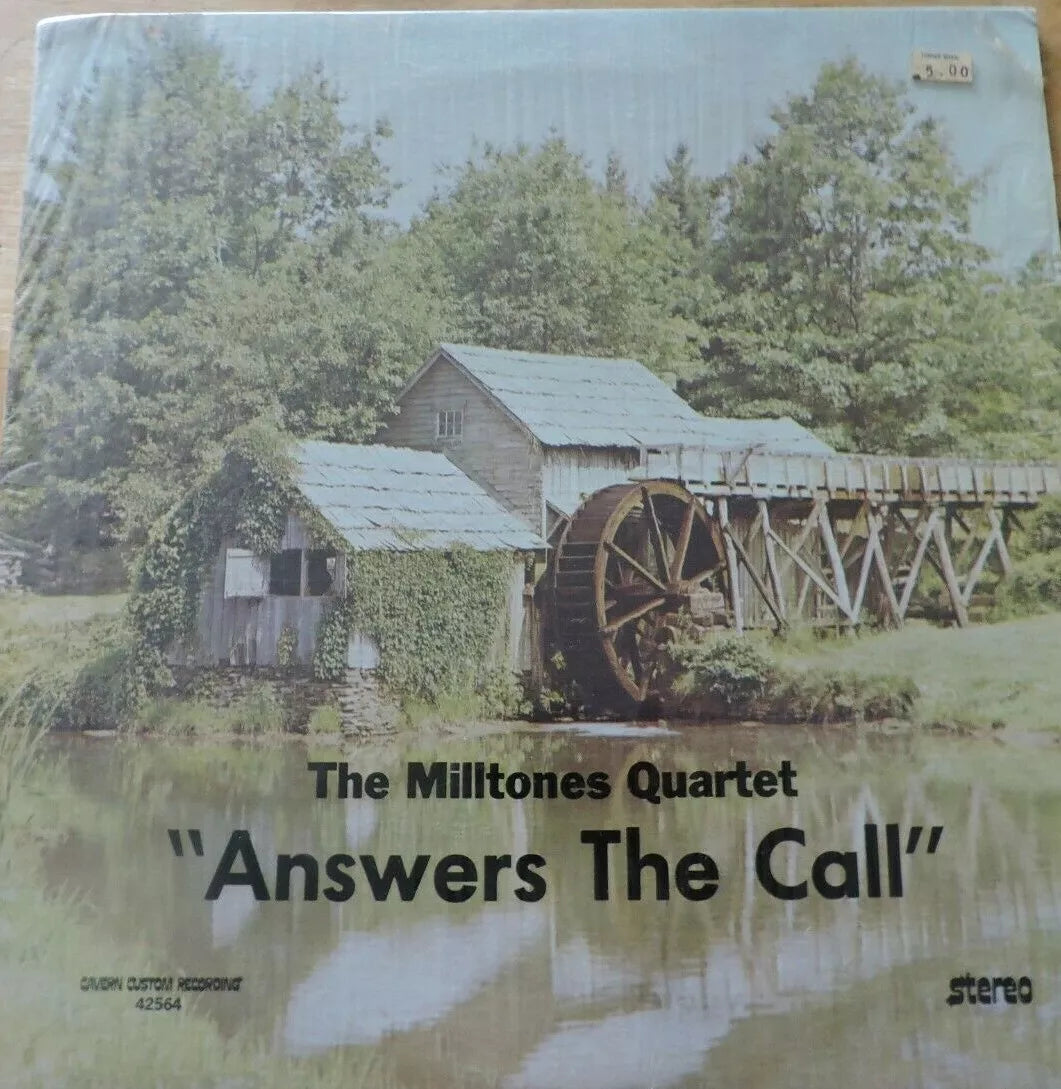 5.00
The Milltones Quartet
"Answers The Call"
CAVERN CUSTOM RECORDING
42564
stereo